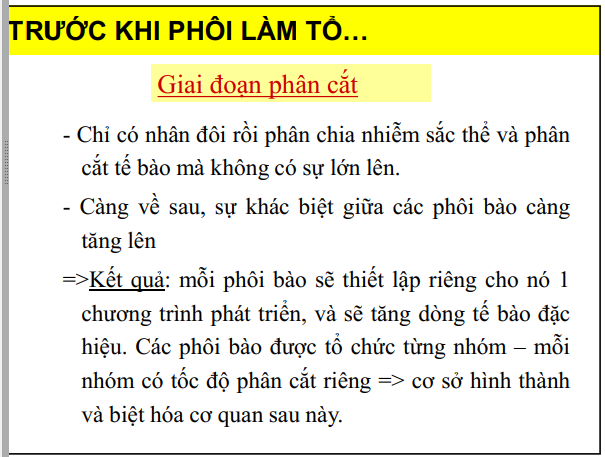 TRƯỚC KHI PHÔI LÀM TỔ...
Giai đoạn phân cắt
- Chỉ có nhân đôi rồi phân chia nhiễm sắc thể và phân
cắt tế bào mà không có sự lớn lên.
- Càng về sau, sự khác biệt giữa các phôi bào càng
tăng lên
=>Kết quả: mỗi phôi bào sẽ thiết lập riêng cho nó 1
chương trình phát triển, và sẽ tăng dòng tế bào đặc
hiệu. Các phôi bào được tổ chức từng nhóm – mỗi
nhóm có tốc độ phân cắt riêng => cơ sở hình thành
và biệt hóa cơ quan sau này.